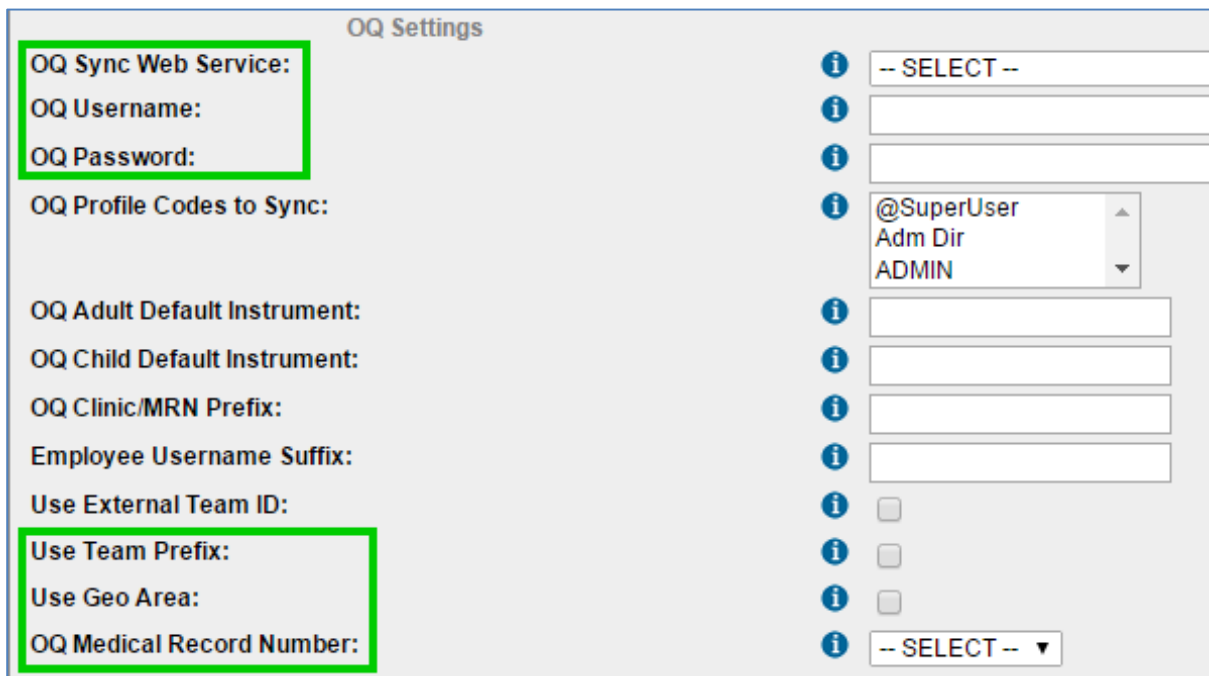 OQ Settings
OQ Sync Web Service: i -- SELECT --
OQ Username: i
OQ Password: i
OQ Profile Codes to Sync: i @SuperUser
Adm Dir
ADMIN
OQ Adult Default Instrument: i
OQ Child Default Instrument: i
OQ Clinic/MRN Prefix: i
Employee Username Suffix: i
Use External Team ID: i
Use Team Prefix: i
Use Geo Area: i
OQ Medical Record Number: i -- SELECT --